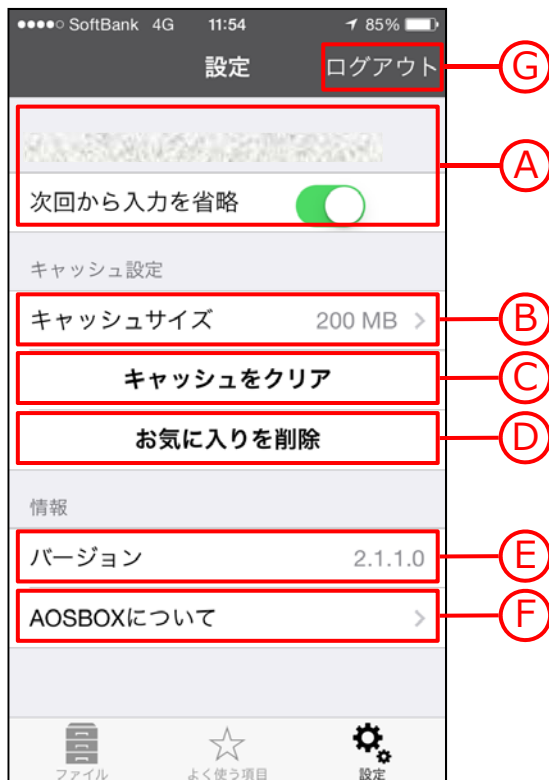 SoftBank 4G 11:54 85%
設定 ログアウト G
A
次回から入力を省略
キャッシュ設定
キャッシュサイズ 200 MB > B
キャッシュをクリア C
お気に入りを削除 D
情報
バージョン 2.1.1.0 E
AOSBOXについて > F
ファイル よく使う項目 設定